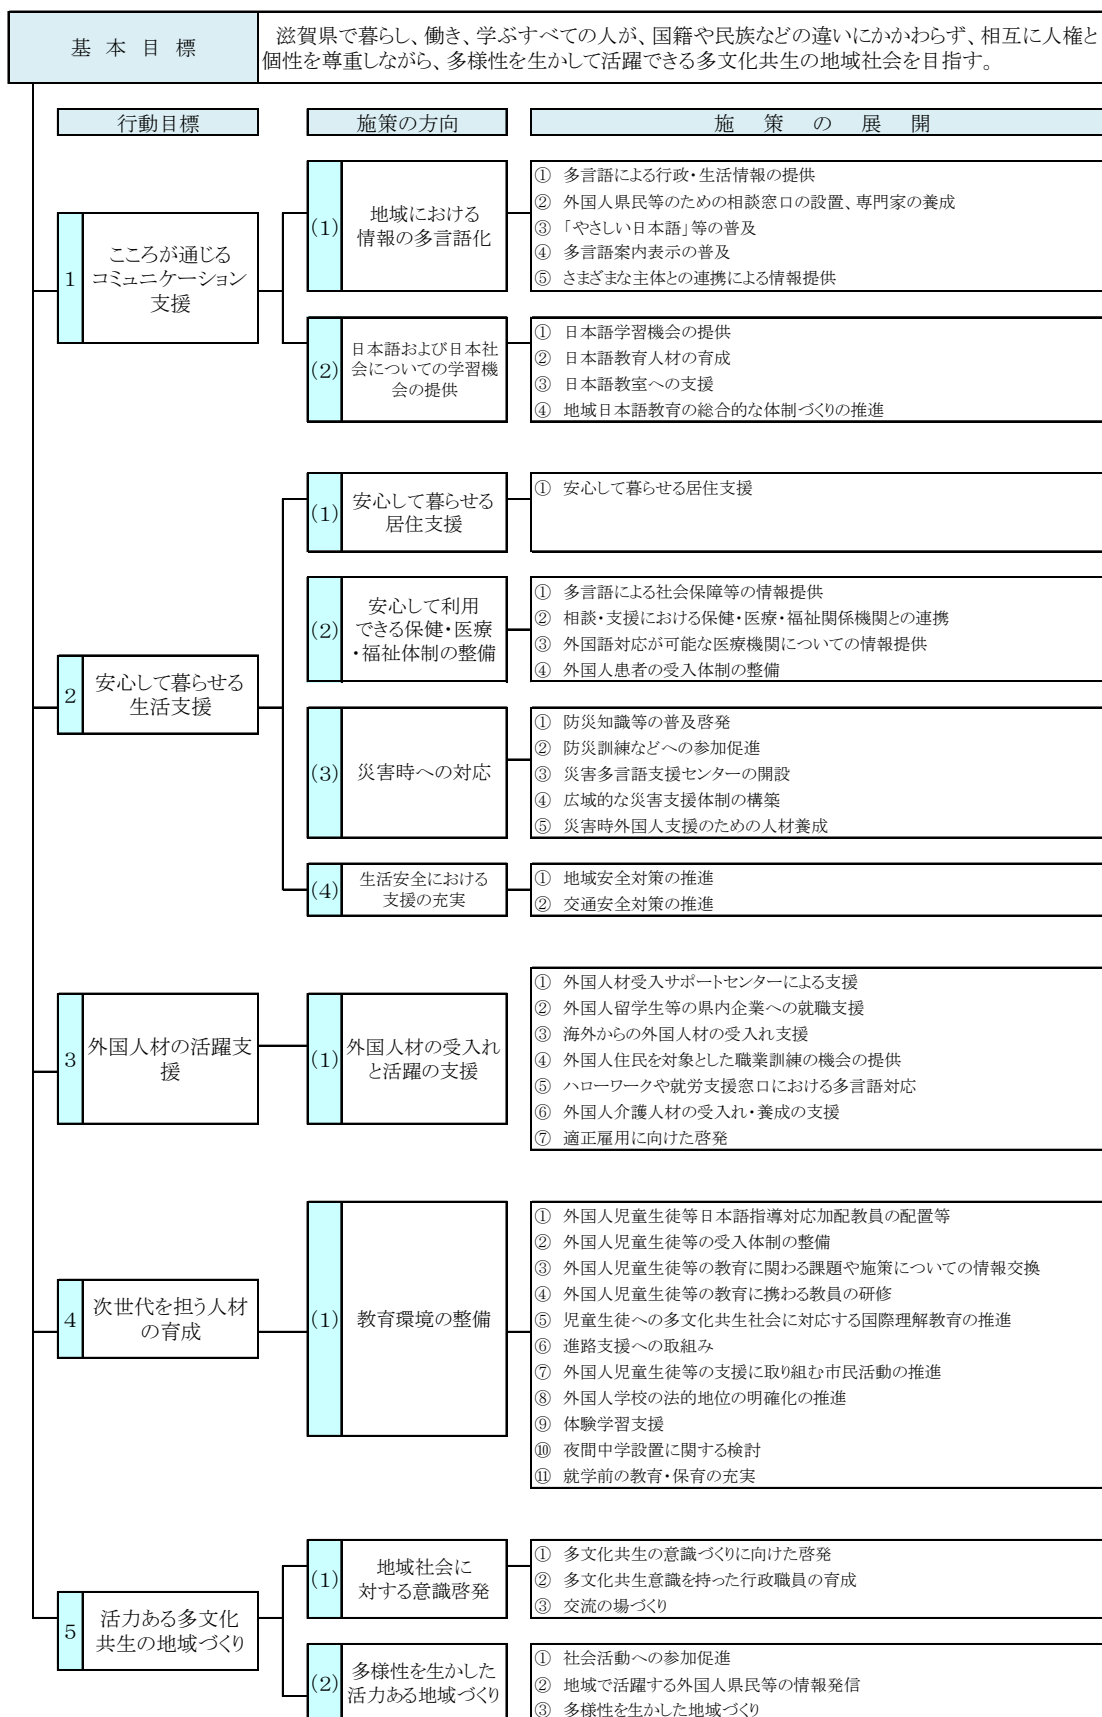 基 本 目 標
滋賀県で暮らし、働き、学ぶすべての人が、国籍や民族などの違いにかかわらず、相互に人権と
個性を尊重しながら、多様性を生かして活躍できる多文化共生の地域社会を目指す。
行動目標
施策の方向
施 策 の 展 開
1
こころが通じる
コミュニケーション
支援
(1)
地域における
情報の多言語化
① 多言語による行政・生活情報の提供
② 外国人県民等のための相談窓口の設置、専門家の養成
③ 「やさしい日本語」等の普及
④ 多言語案内表示の普及
⑤ さまざまな主体との連携による情報提供
(2)
日本語および日本社
会についての学習機
会の提供
① 日本語学習機会の提供
② 日本語教育人材の育成
③ 日本語教室への支援
④ 地域日本語教育の総合的な体制づくりの推進
2
安心して暮らせる
生活支援
(1)
安心して暮らせる
居住支援
① 安心して暮らせる居住支援
(2)
安心して利用
できる保健・医療
・福祉体制の整備
① 多言語による社会保障等の情報提供
② 相談・支援における保健・医療・福祉関係機関との連携
③ 外国語対応が可能な医療機関についての情報提供
④ 外国人患者の受入体制の整備
(3)
災害時への対応
① 防災知識等の普及啓発
② 防災訓練などへの参加促進
③ 災害多言語支援センターの開設
④ 広域的な災害支援体制の構築
⑤ 災害時外国人支援のための人材養成
(4)
生活安全における
支援の充実
① 地域安全対策の推進
② 交通安全対策の推進
3
外国人材の活躍支
援
(1)
外国人材の受入れ
と活躍の支援
① 外国人材受入サポートセンターによる支援
② 外国人留学生等の県内企業への就職支援
③ 海外からの外国人材の受入れ支援
④ 外国人住民を対象とした職業訓練の機会の提供
⑤ ハローワークや就労支援窓口における多言語対応
⑥ 外国人介護人材の受入れ・養成の支援
⑦ 適正雇用に向けた啓発
4
次世代を担う人材
の育成
(1)
教育環境の整備
① 外国人児童生徒等日本語指導対応加配教員の配置等
② 外国人児童生徒等の受入体制の整備
③ 外国人児童生徒等の教育に関わる課題や施策についての情報交換
④ 外国人児童生徒等の教育に携わる教員の研修
⑤ 児童生徒への多文化共生社会に対応する国際理解教育の推進
⑥ 進路支援への取組み
⑦ 外国人児童生徒等の支援に取り組む市民活動の推進
⑧ 外国人学校の法的地位の明確化の推進
⑨ 体験学習支援
⑩ 夜間中学設置に関する検討
⑪ 就学前の教育・保育の充実
5
活力ある多文化
共生の地域づくり
(1)
地域社会に
対する意識啓発
① 多文化共生の意識づくりに向けた啓発
② 多文化共生意識を持った行政職員の育成
③ 交流の場づくり
(2)
多様性を生かした
活力ある地域づくり
① 社会活動への参加促進
② 地域で活躍する外国人県民等の情報発信
③ 多様性を生かした地域づくり